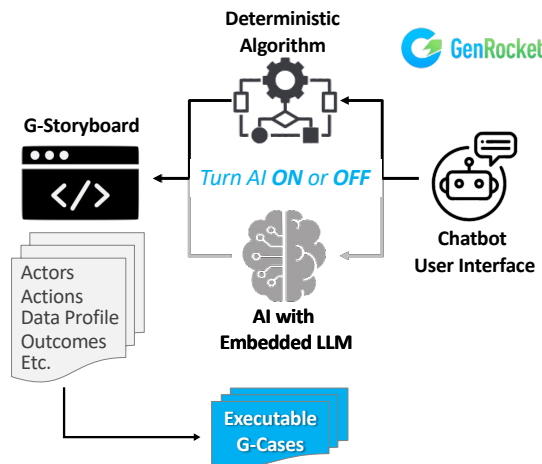 Deterministic
Algorithm
GenRocket
G-Storyboard
</>
Turn AI ON or OFF
Chatbot
User Interface
Actors
Actions
Data Profile
Outcomes
Etc.
AI with
Embedded LLM
Executable
G-Cases